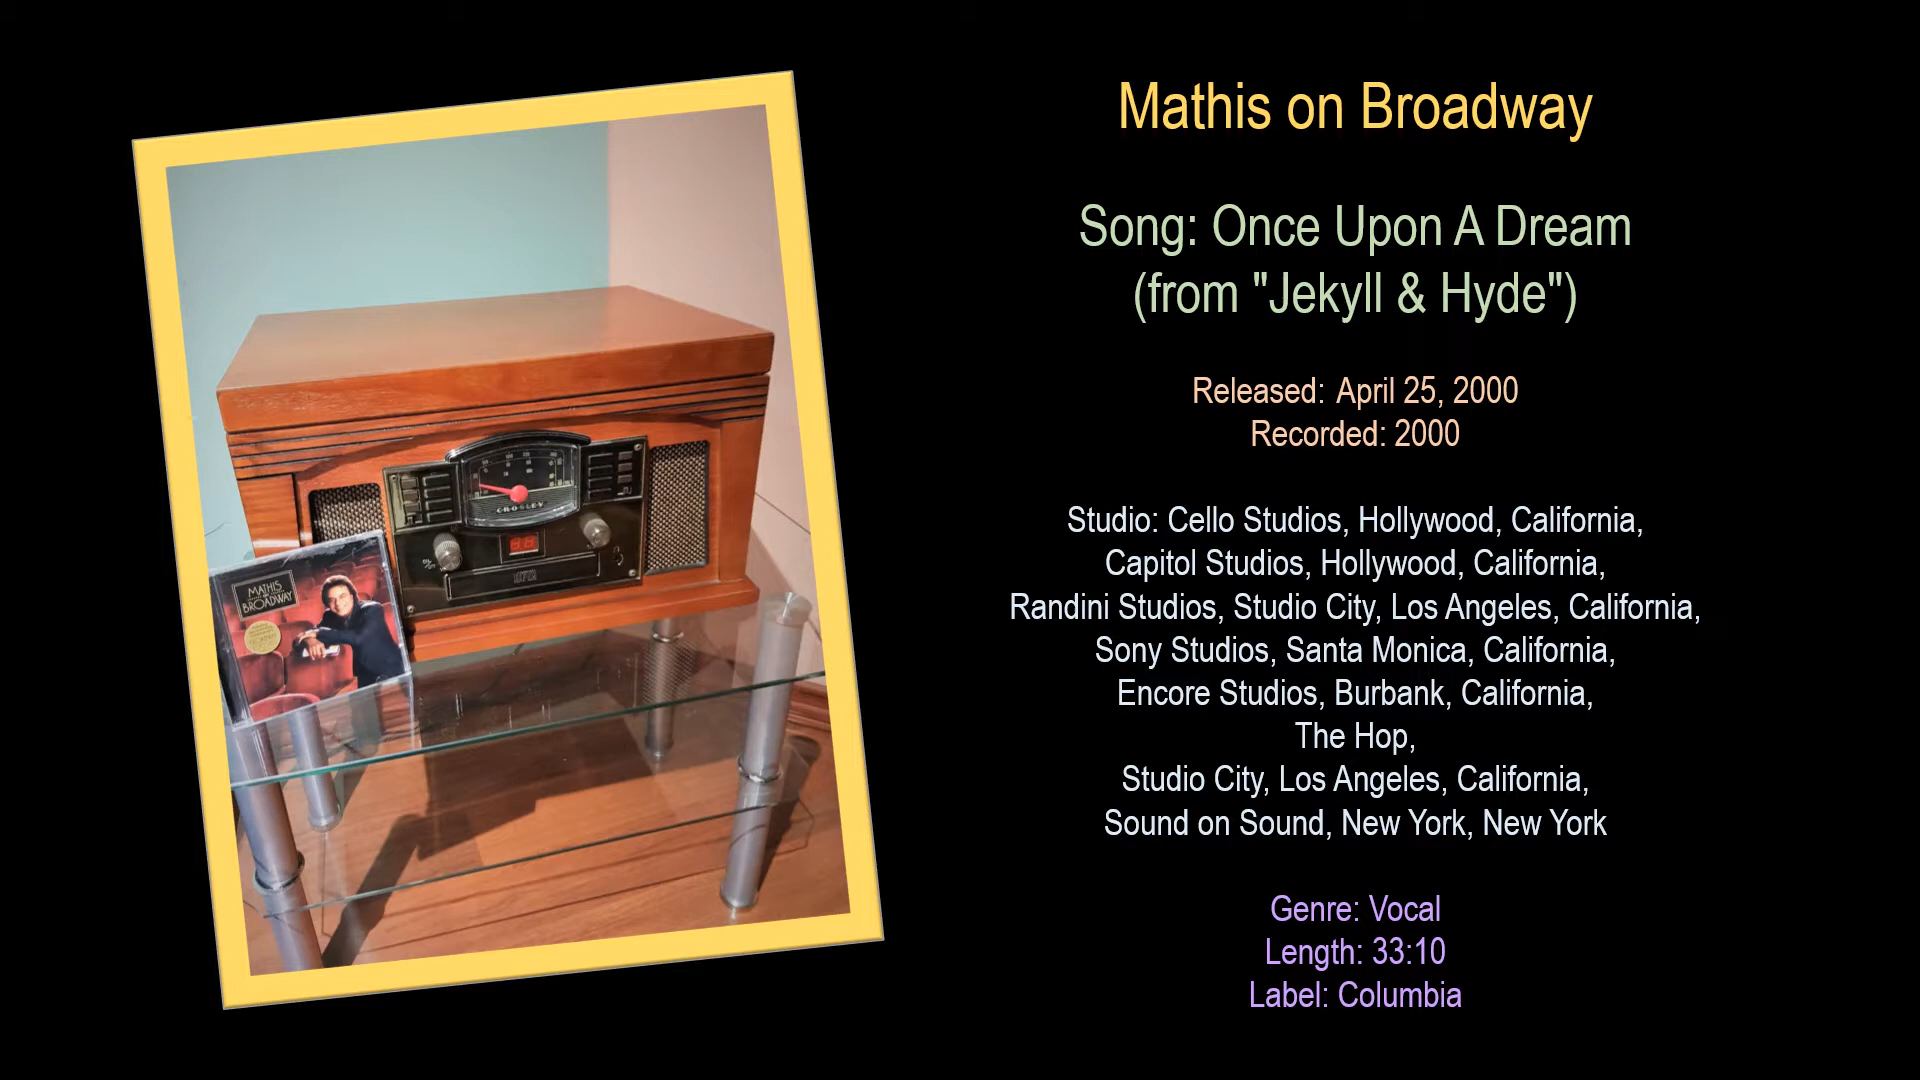 Mathis on Broadway
Song: Once Upon A Dream
(from "Jekyll & Hyde")
Released: April 25, 2000
Recorded: 2000
Studio: Cello Studios, Hollywood, California,
Capitol Studios, Hollywood, California,
Randini Studios, Studio City, Los Angeles, California,
Sony Studios, Santa Monica, California,
Encore Studios, Burbank, California,
The Hop,
Studio City, Los Angeles, California,
Sound on Sound, New York, New York
Genre: Vocal
Length: 33:10
Label: Columbia
CROSLEY
MATHIS
ON
BROADWAY